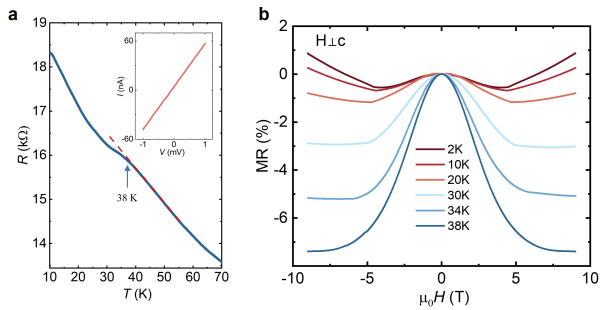 a
19
18
17
16
15
14
R (kΩ)
10 20 30 40 50 60 70
T (K)
38 K
60
0
-60
I (nA)
-1 0 1
V (mV)
b
H⊥c
2
0
-2
-4
-6
MR (%)
2K
10K
20K
30K
34K
38K
-10 -5 0 5 10
μ₀H (T)